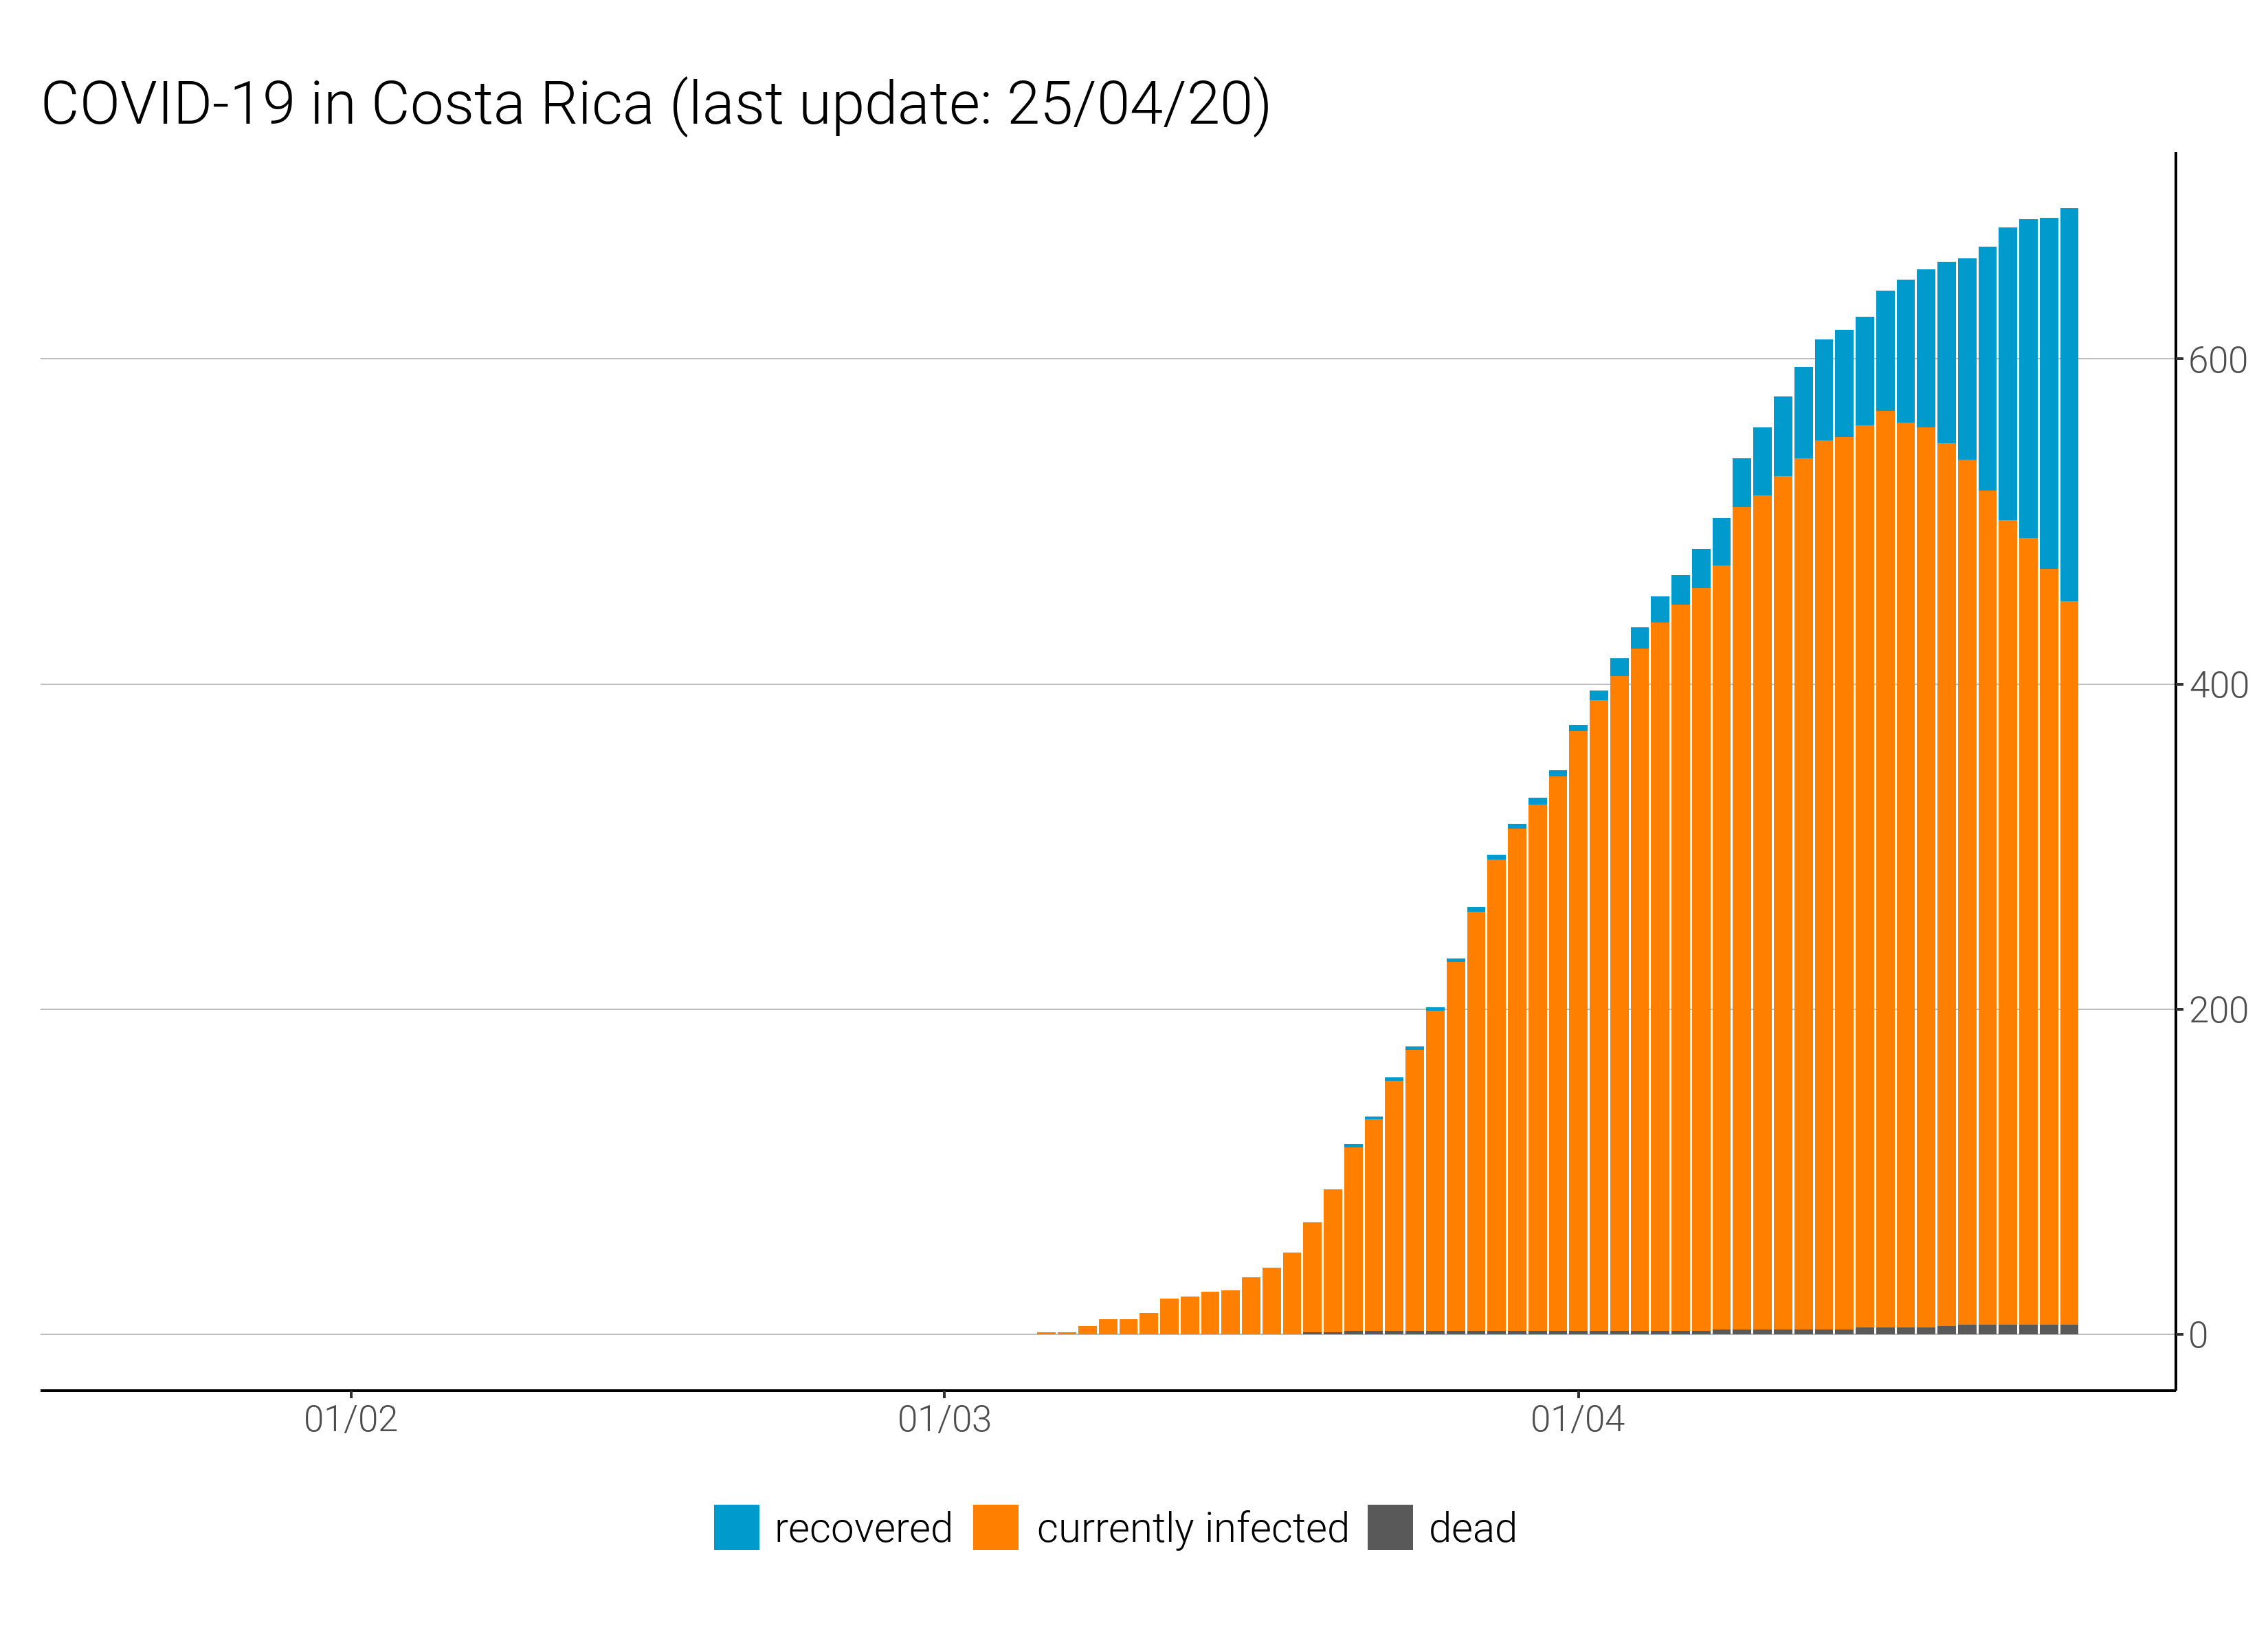 COVID-19 in Costa Rica (last update: 25/04/20)
600
400
200
0
01/02 01/03 01/04
recovered currently infected dead